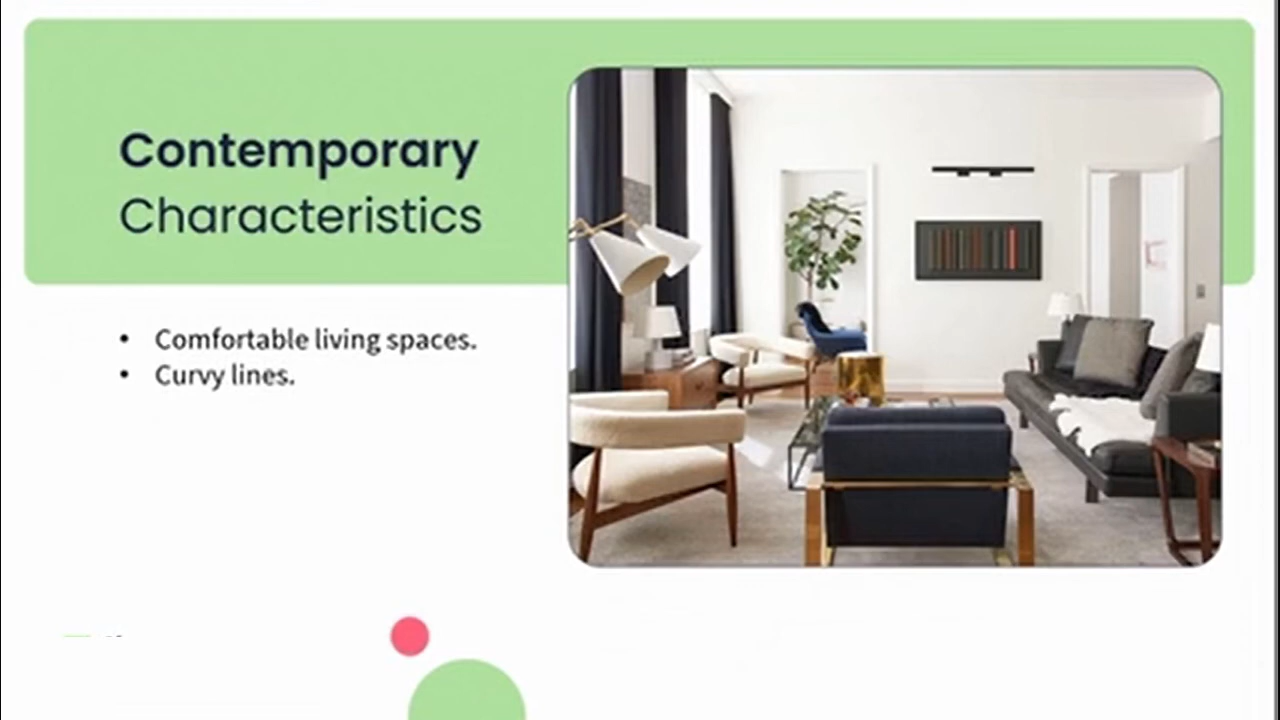 Contemporary
Characteristics
• Comfortable living spaces.
• Curvy lines.